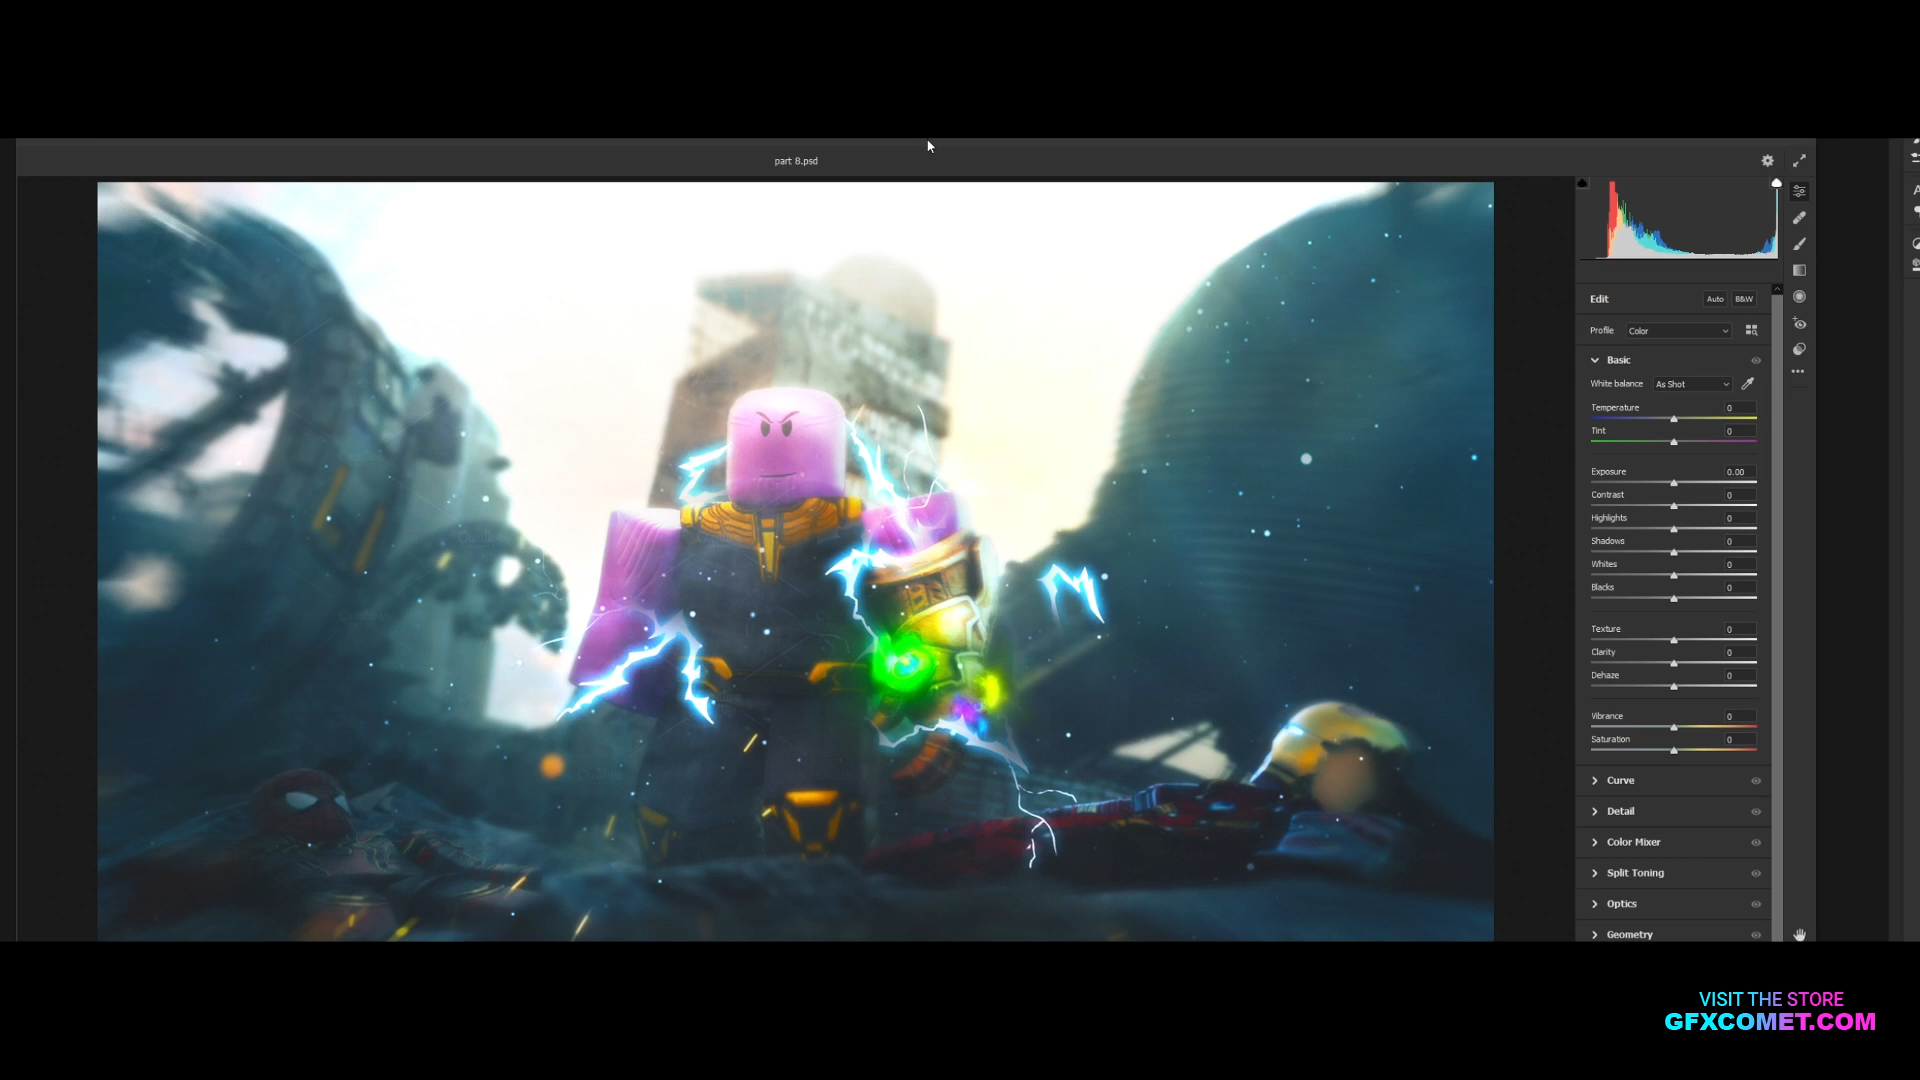 part 8.psd
Edit
Auto
B&W
Profile
Color
Basic
White balance
As Shot
Temperature
0
Tint
0
Exposure
0.00
Contrast
0
Highlights
0
Shadows
0
Whites
0
Blacks
0
Texture
0
Clarity
0
Dehaze
0
Vibrance
0
Saturation
0
Curve
Detail
Color Mixer
Split Toning
Optics
Geometry
VISIT THE STORE
GFXCOMET.COM